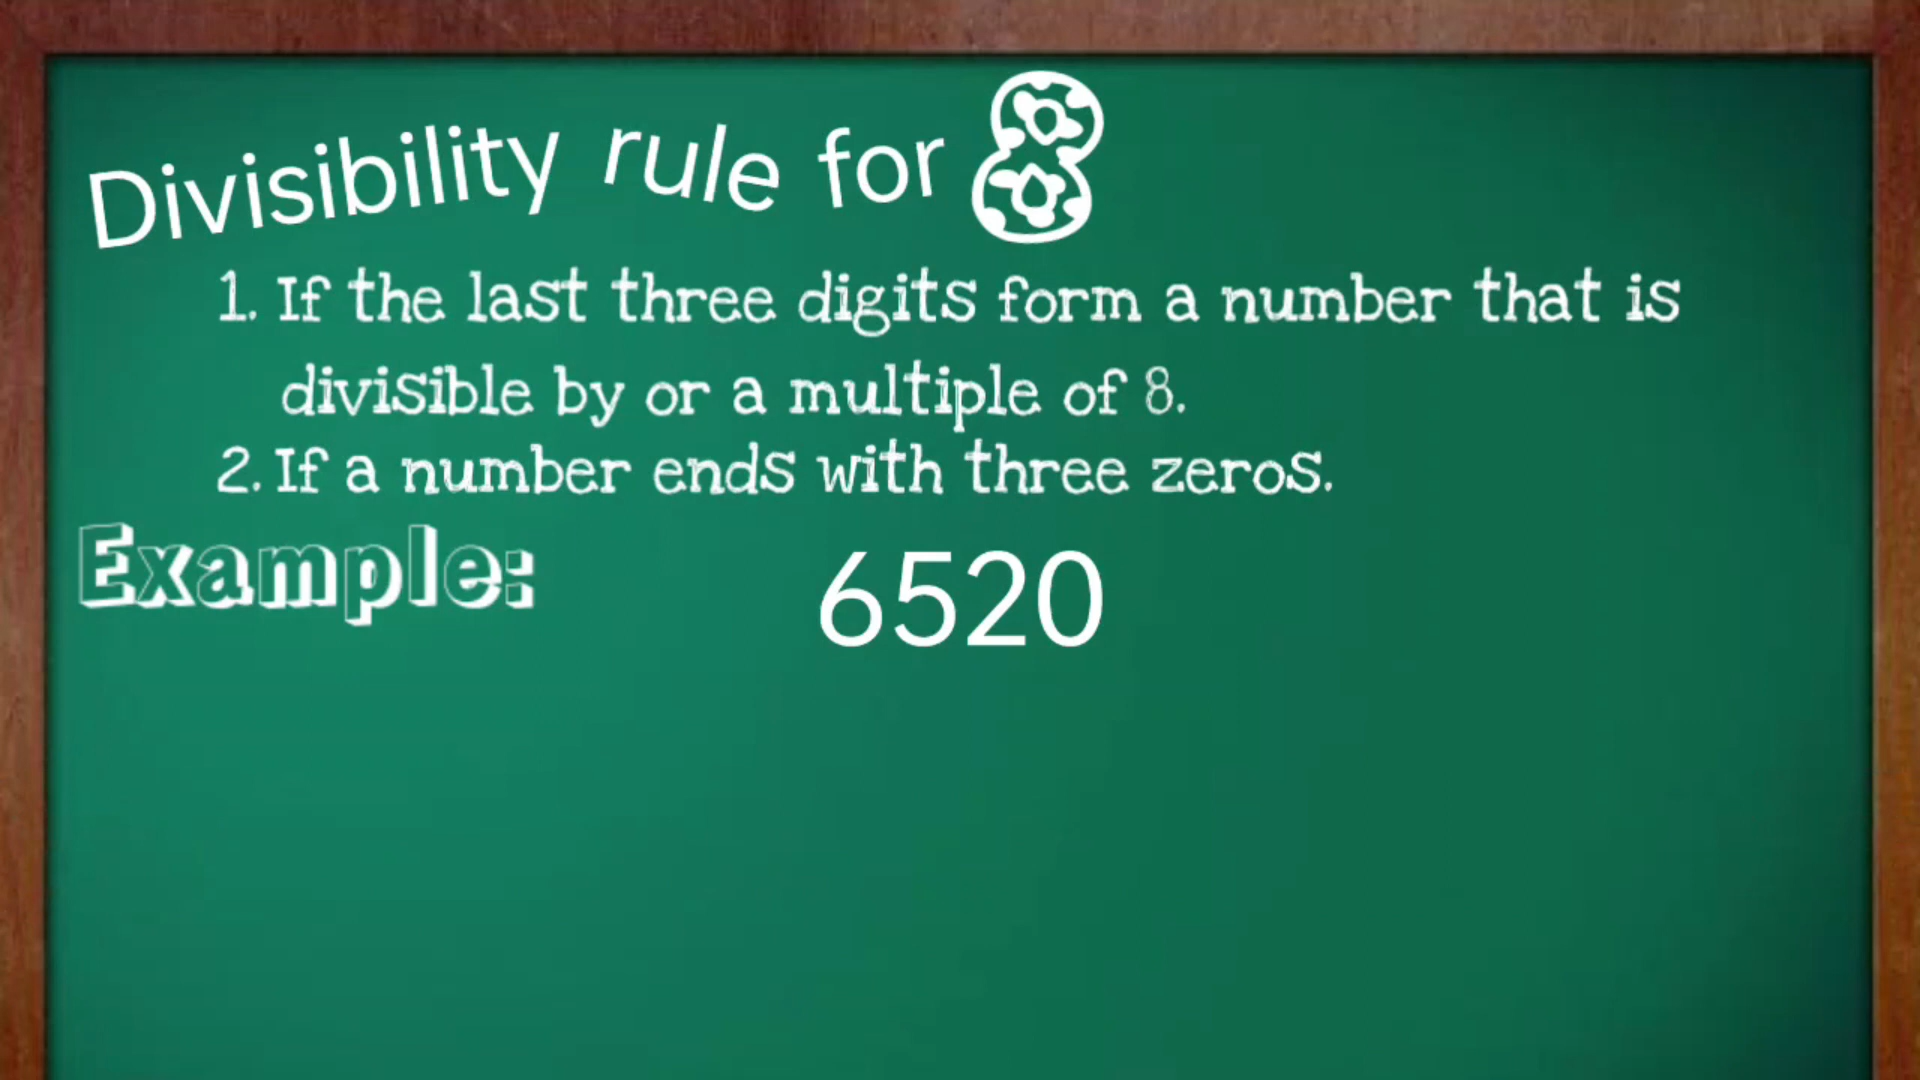 Divisibility rule for 8
1. If the last three digits form a number that is
divisible by or a multiple of 8.
2. If a number ends with three zeros.
Example: 6520